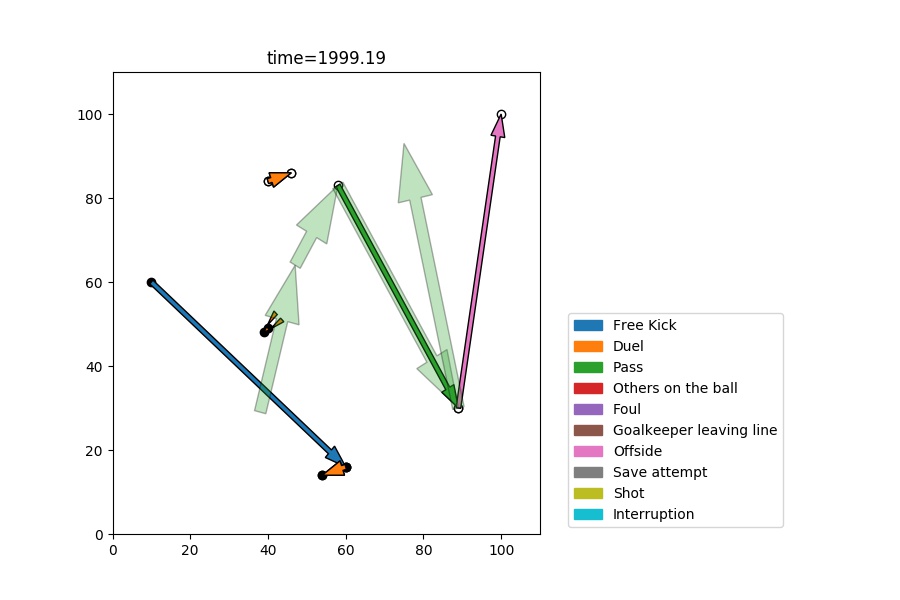 time=1999.19
100
80
60
40
20
0
0 20 40 60 80 100
Free Kick
Duel
Pass
Others on the ball
Foul
Goalkeeper leaving line
Offside
Save attempt
Shot
Interruption